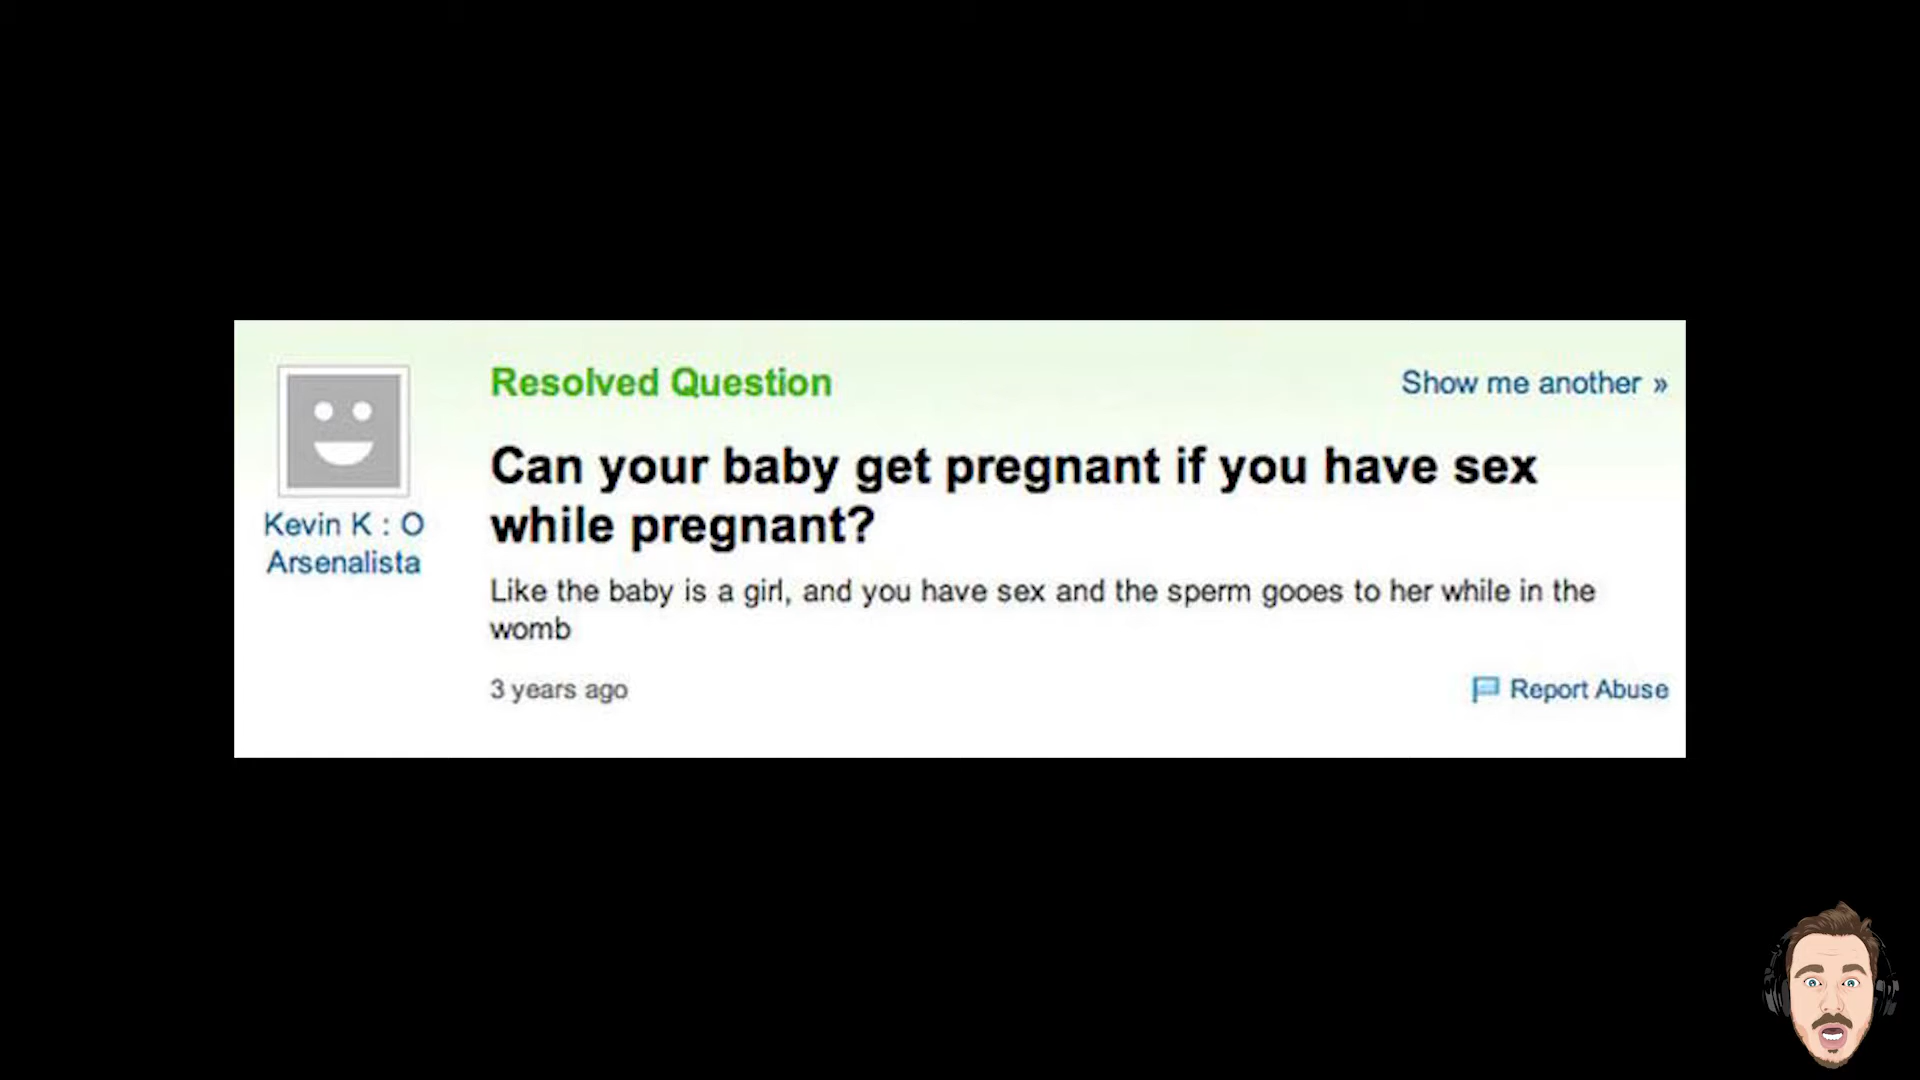 Resolved Question
Show me another »
Can your baby get pregnant if you have sex
while pregnant?
Kevin K : O
Arsenalista
Like the baby is a girl, and you have sex and the sperm gooes to her while in the
womb
3 years ago
Report Abuse